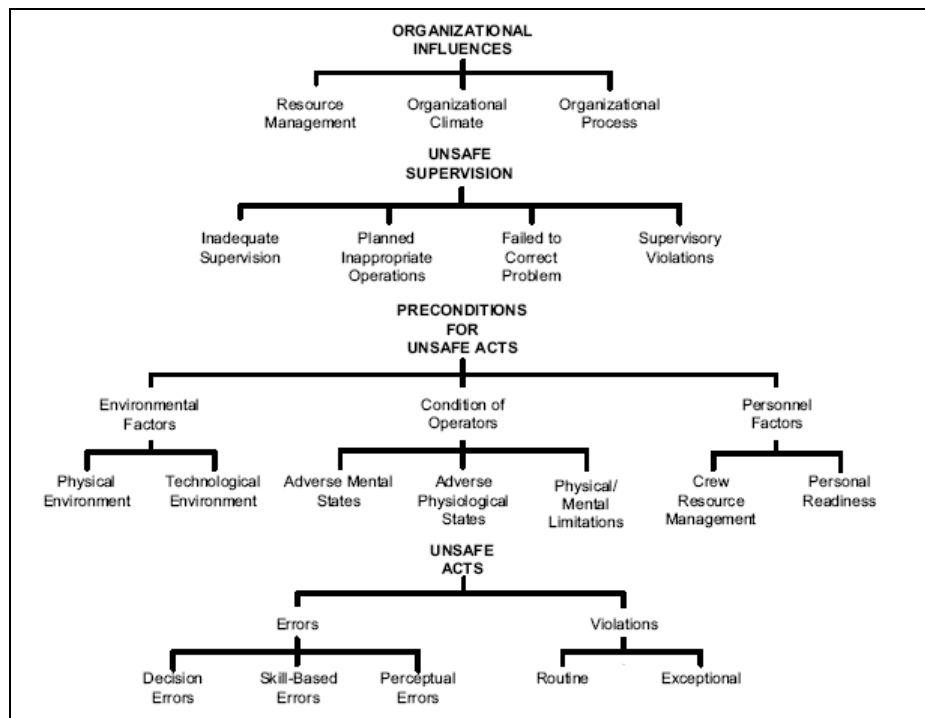 ORGANIZATIONAL
INFLUENCES
Resource
Management
Organizational
Climate
Organizational
Process
UNSAFE
SUPERVISION
Inadequate
Supervision
Planned
Inappropriate
Operations
Failed to
Correct
Problem
Supervisory
Violations
PRECONDITIONS
FOR
UNSAFE ACTS
Environmental
Factors
Condition of
Operators
Personnel
Factors
Physical
Environment
Technological
Environment
Adverse Mental
States
Adverse
Physiological
States
Physical/
Mental
Limitations
Crew
Resource
Management
Personal
Readiness
UNSAFE
ACTS
Errors
Violations
Decision
Errors
Skill-Based
Errors
Perceptual
Errors
Routine
Exceptional